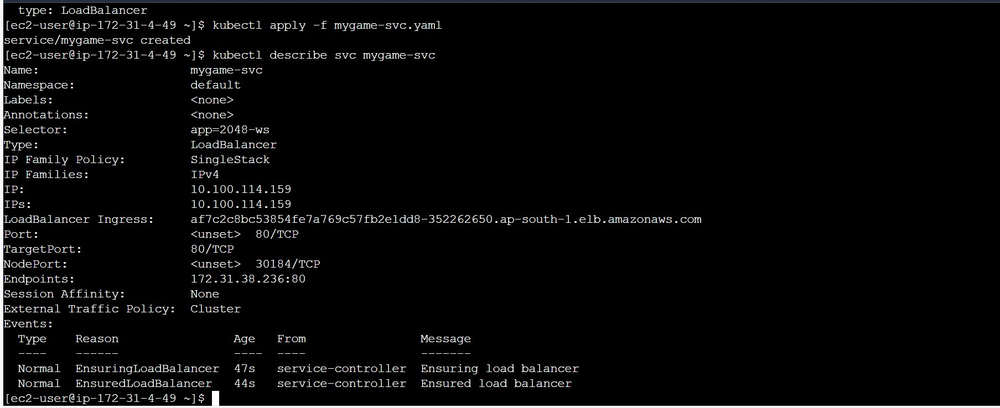 type: LoadBalancer
[ec2-user@ip-172-31-4-49 ~]$ kubectl apply -f mygame-svc.yaml
service/mygame-svc created
[ec2-user@ip-172-31-4-49 ~]$ kubectl describe svc mygame-svc
Name: mygame-svc
Namespace: default
Labels: <none>
Annotations: <none>
Selector: app=2048-ws
Type: LoadBalancer
IP Family Policy: SingleStack
IP Families: IPv4
IP: 10.100.114.159
IPs: 10.100.114.159
LoadBalancer Ingress: af7c2c8bc53854fe7a769c57fb2e1dd8-352262650.ap-south-1.elb.amazonaws.com
Port: <unset> 80/TCP
TargetPort: 80/TCP
NodePort: <unset> 30184/TCP
Endpoints: 172.31.38.236:80
Session Affinity: None
External Traffic Policy: Cluster
Events:
Type Reason Age From Message
---- ------ ---- ---- -------
Normal EnsuringLoadBalancer 47s service-controller Ensuring load balancer
Normal EnsuredLoadBalancer 44s service-controller Ensured load balancer
[ec2-user@ip-172-31-4-49 ~]$